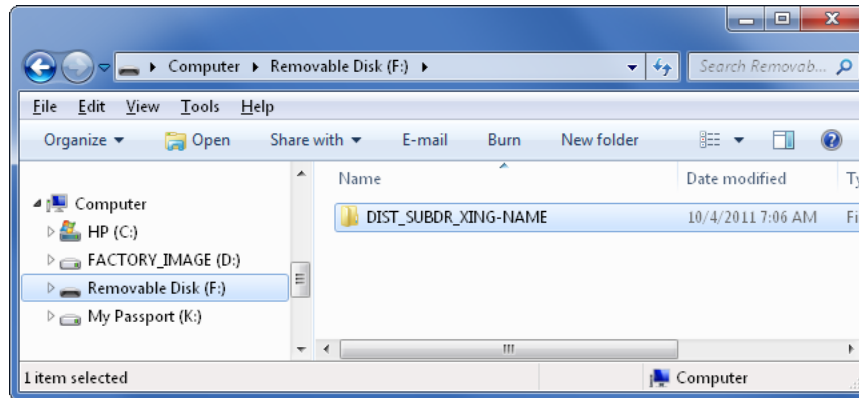 Computer Removable Disk (F:) Search Removab...
File Edit View Tools Help
Organize Open Share with E-mail Burn New folder
Name Date modified Ty
Computer
HP (C:)
FACTORY_IMAGE (D:)
Removable Disk (F:)
My Passport (K:)
DIST_SUBDR_XING-NAME 10/4/2011 7:06 AM Fi
1 item selected Computer